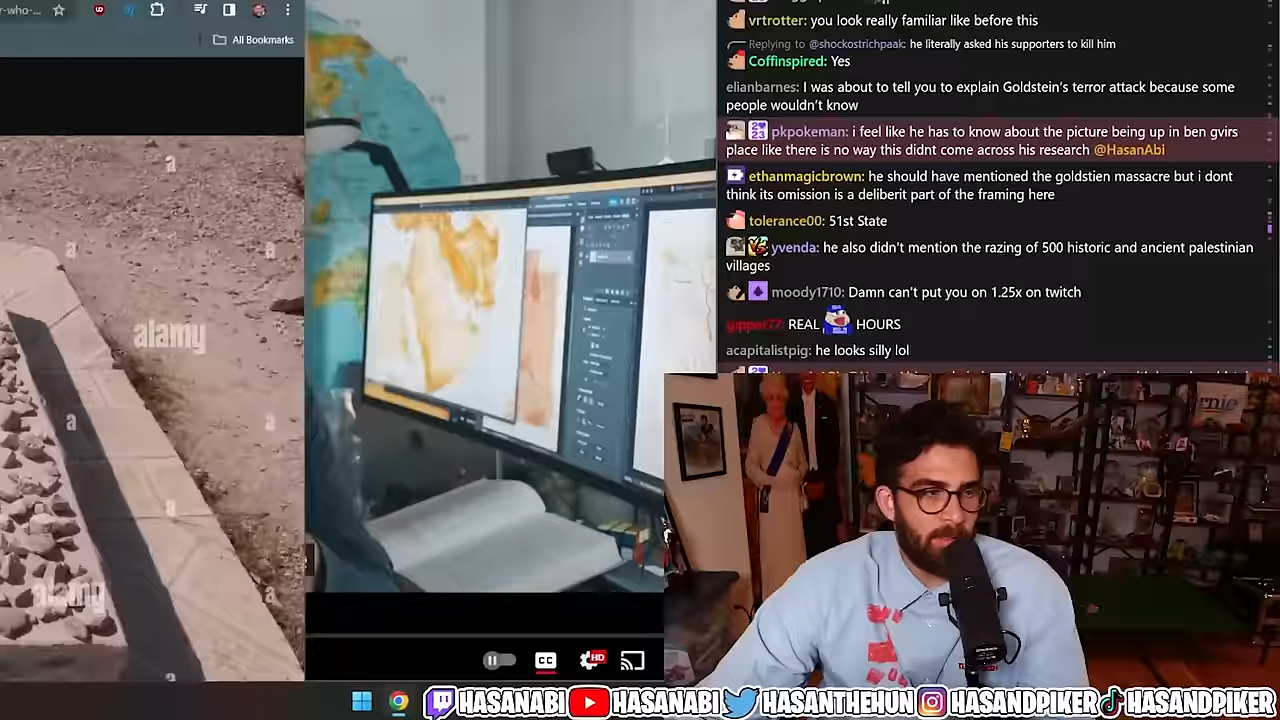 r-who-...
All Bookmarks
a
a
a
alamy
a
a
a
alamy
a
a
CC
HD
vrtrotter: you look really familiar like before this
Replying to @shockostrichpaak: he literally asked his supporters to kill him
Coffinspired: Yes
elianbarnes: I was about to tell you to explain Goldstein's terror attack because some
people wouldn't know
pkpokeman: i feel like he has to know about the picture being up in ben gvirs
place like there is no way this didnt come across his research @HasanAbi
ethanmagicbrown: he should have mentioned the goldstien massacre but i dont
think its omission is a deliberit part of the framing here
tolerance00: 51st State
yvenda: he also didn't mention the razing of 500 historic and ancient palestinian
villages
moody1710: Damn can't put you on 1.25x on twitch
gipper77: REAL HOURS
acapitalistpig: he looks silly lol
rnie
HASANABI HASANABI HASANTHEHUN HASANDPIKER HASANDPIKER